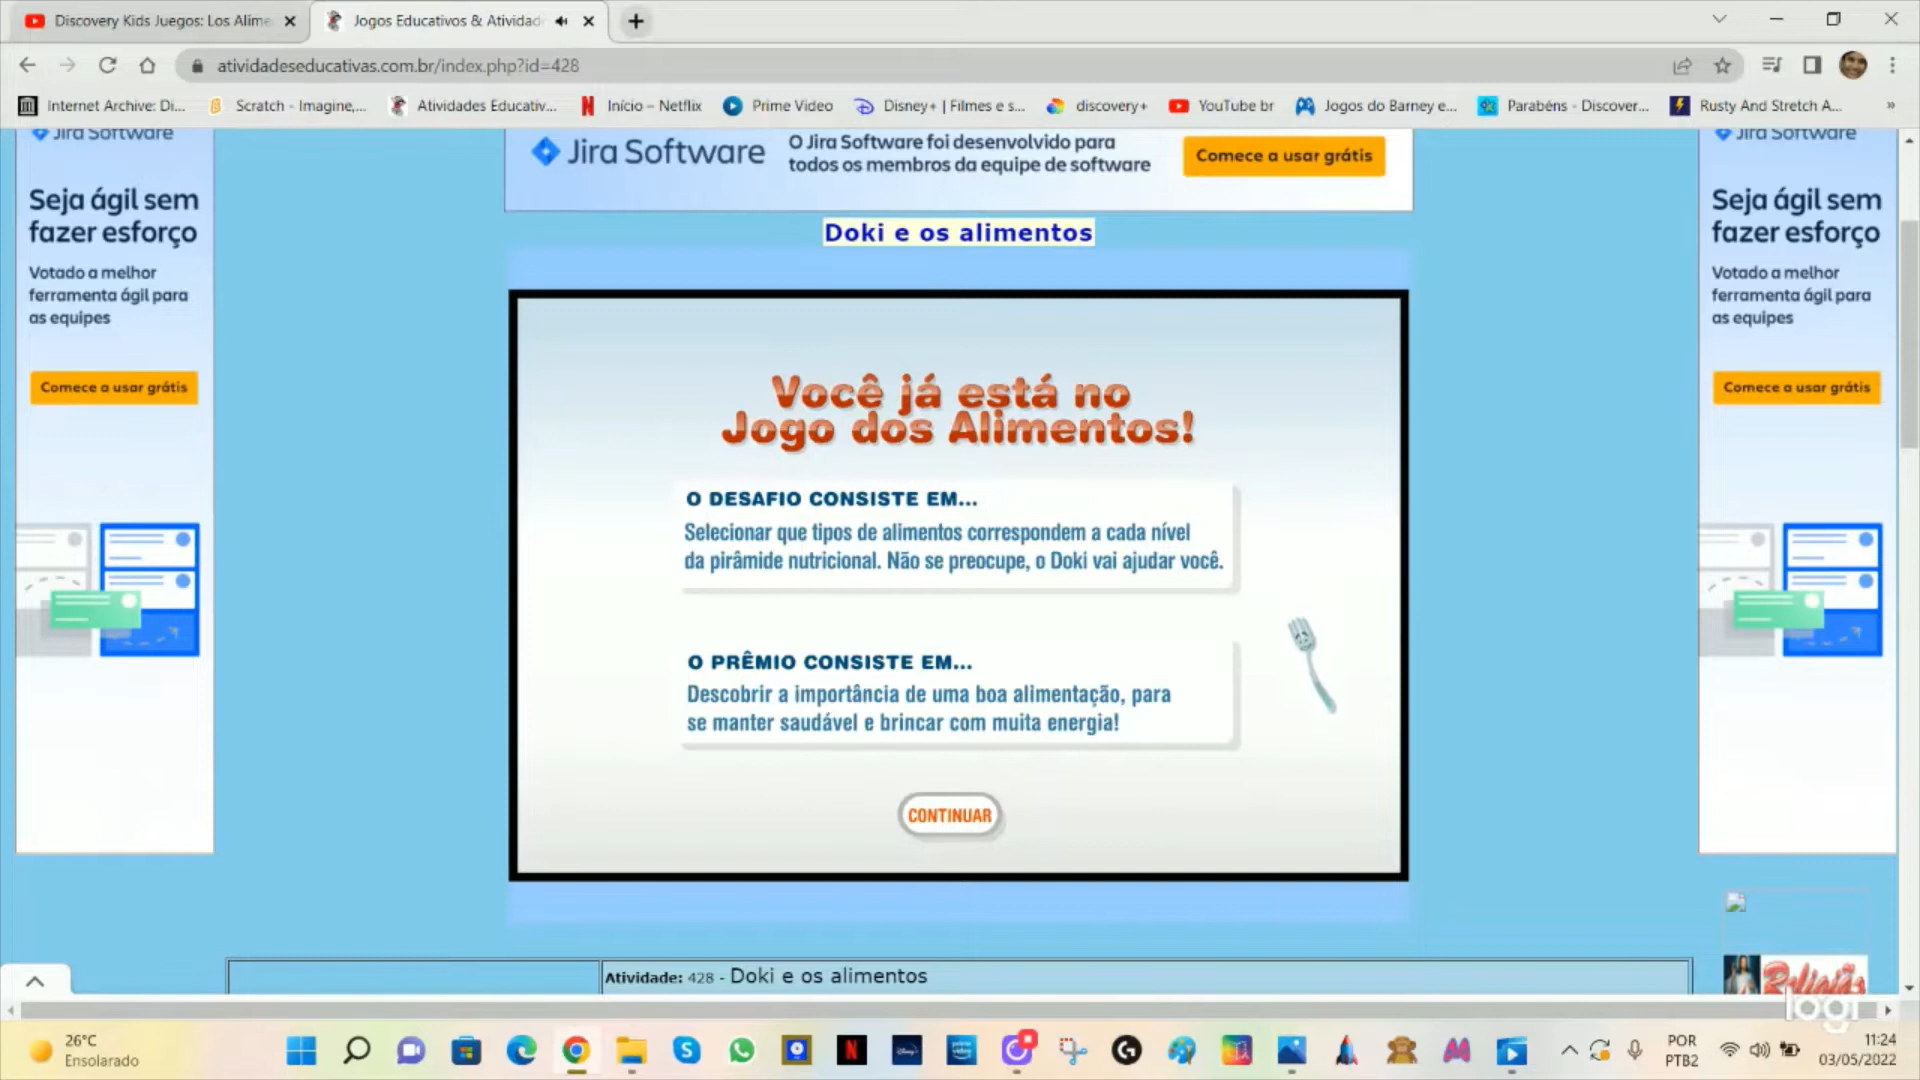 Discovery Kids Juegos: Los Alime
Jogos Educativos & Atividad
atividadeseducativas.com.br/index.php?id=428
Internet Archive: Di...
Scratch - Imagine,...
Atividades Educativ...
Início – Netflix
Prime Video
Disney+ | Filmes e s...
discovery+
YouTube br
Jogos do Barney e...
Parabéns - Discover...
Rusty And Stretch A...
»
Jira Software
Seja ágil sem
fazer esforço
Votado a melhor
ferramenta ágil para
as equipes
Comece a usar grátis
Jira Software
O Jira Software foi desenvolvido para
todos os membros da equipe de software
Comece a usar grátis
Doki e os alimentos
Você já está no
Jogo dos Alimentos!
O DESAFIO CONSISTE EM...
Selecionar que tipos de alimentos correspondem a cada nível
da pirâmide nutricional. Não se preocupe, o Doki vai ajudar você.
O PRÊMIO CONSISTE EM...
Descobrir a importância de uma boa alimentação, para
se manter saudável e brincar com muita energia!
CONTINUAR
Jira Software
Seja ágil sem
fazer esforço
Votado a melhor
ferramenta ágil para
as equipes
Comece a usar grátis
Atividade: 428 - Doki e os alimentos
Religião
logi
26°C
Ensolarado
POR
PTB2
11:24
03/05/2022